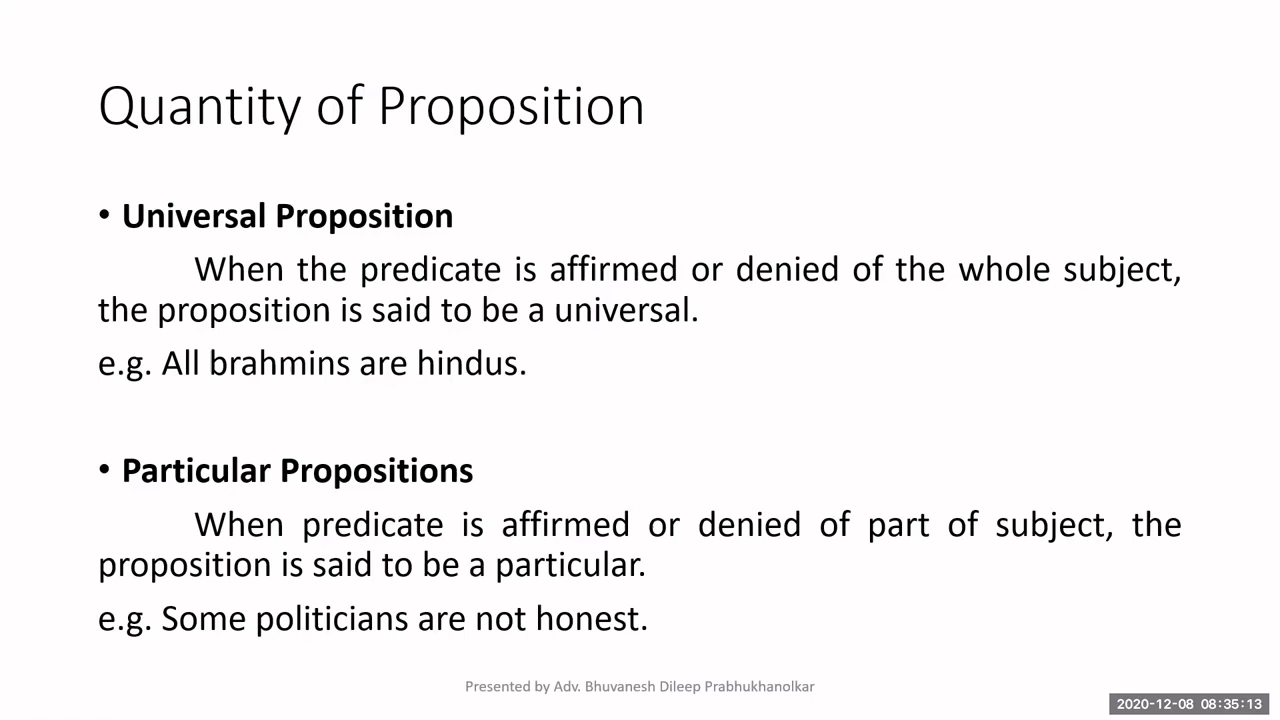 Quantity of Proposition
• Universal Proposition
When the predicate is affirmed or denied of the whole subject,
the proposition is said to be a universal.
e.g. All brahmins are hindus.
• Particular Propositions
When predicate is affirmed or denied of part of subject, the
proposition is said to be a particular.
e.g. Some politicians are not honest.
Presented by Adv. Bhuvanesh Dileep Prabhukhanolkar
2020-12-08 08:35:13